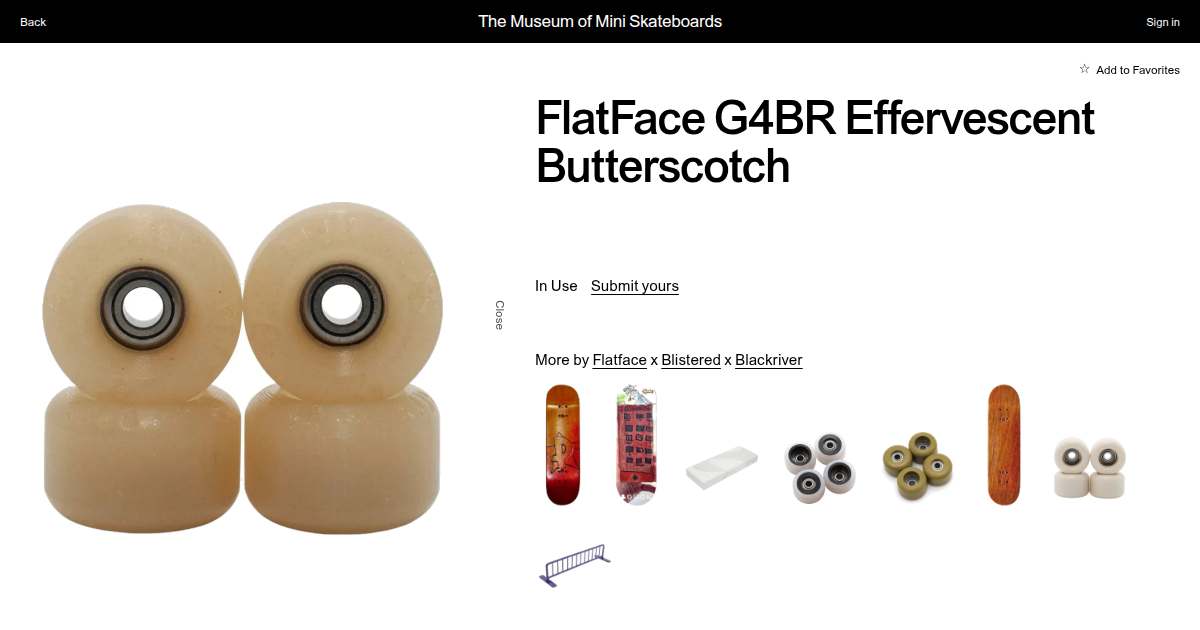 Back
The Museum of Mini Skateboards
Sign in
☆ Add to Favorites
FlatFace G4BR Effervescent
Butterscotch
Close
In Use Submit yours
More by Flatface x Blistered x Blackriver